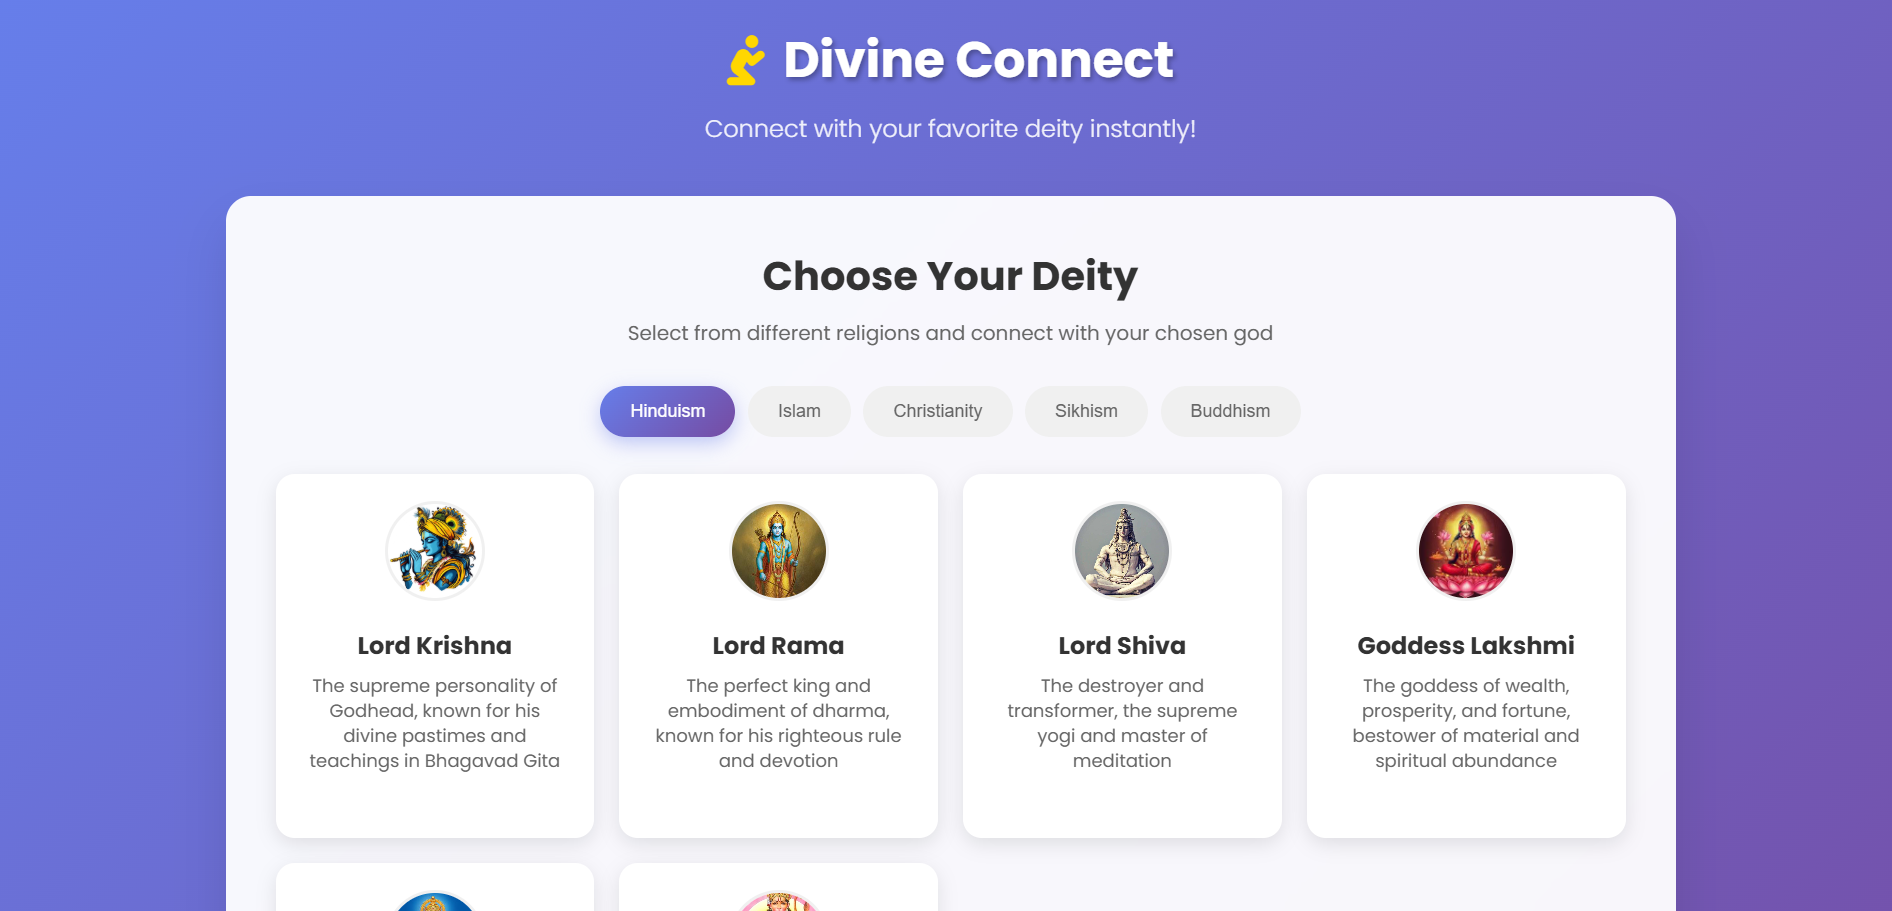 Divine Connect
Connect with your favorite deity instantly!
Choose Your Deity
Select from different religions and connect with your chosen god
Hinduism
Islam
Christianity
Sikhism
Buddhism
Lord Krishna
The supreme personality of
Godhead, known for his
divine pastimes and
teachings in Bhagavad Gita
Lord Rama
The perfect king and
embodiment of dharma,
known for his righteous rule
and devotion
Lord Shiva
The destroyer and
transformer, the supreme
yogi and master of
meditation
Goddess Lakshmi
The goddess of wealth,
prosperity, and fortune,
bestower of material and
spiritual abundance